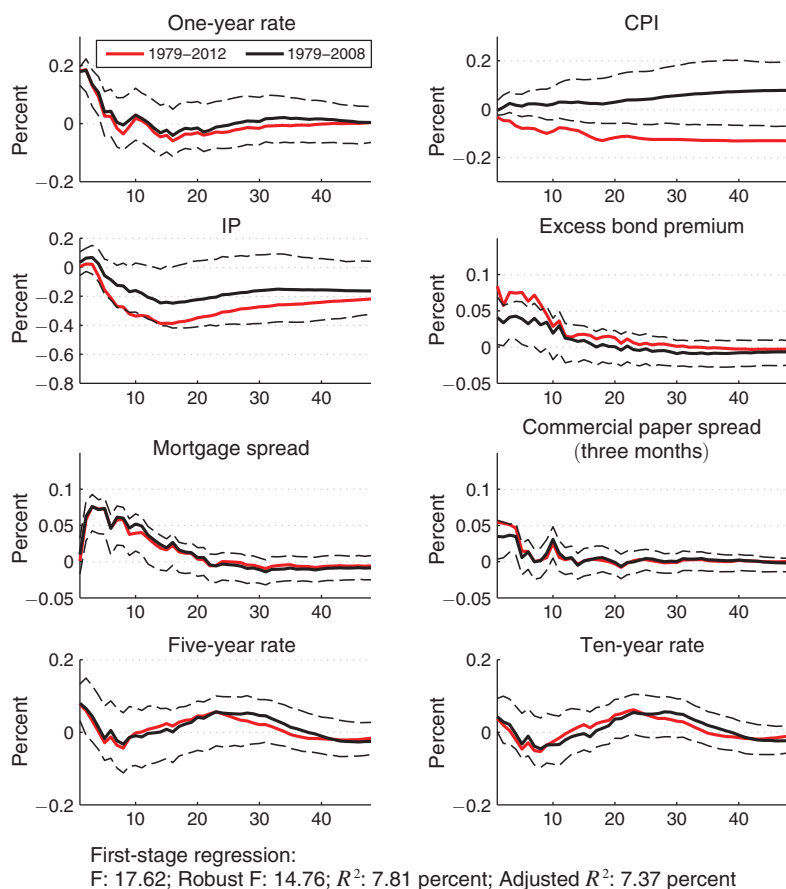 One-year rate
1979–2012 1979–2008
Percent
0.2
0
−0.2
10 20 30 40
CPI
Percent
0.2
0
−0.2
10 20 30 40
IP
Percent
0.2
0
−0.2
−0.4
−0.6
−0.8
10 20 30 40
Excess bond premium
Percent
0.1
0.05
0
−0.05
10 20 30 40
Mortgage spread
Percent
0.1
0.05
0
−0.05
10 20 30 40
Commercial paper spread
(three months)
Percent
0.1
0.05
0
−0.05
10 20 30 40
Five-year rate
Percent
0.2
0
−0.2
10 20 30 40
Ten-year rate
Percent
0.2
0
−0.2
10 20 30 40
First-stage regression:
F: 17.62; Robust F: 14.76; R²: 7.81 percent; Adjusted R²: 7.37 percent